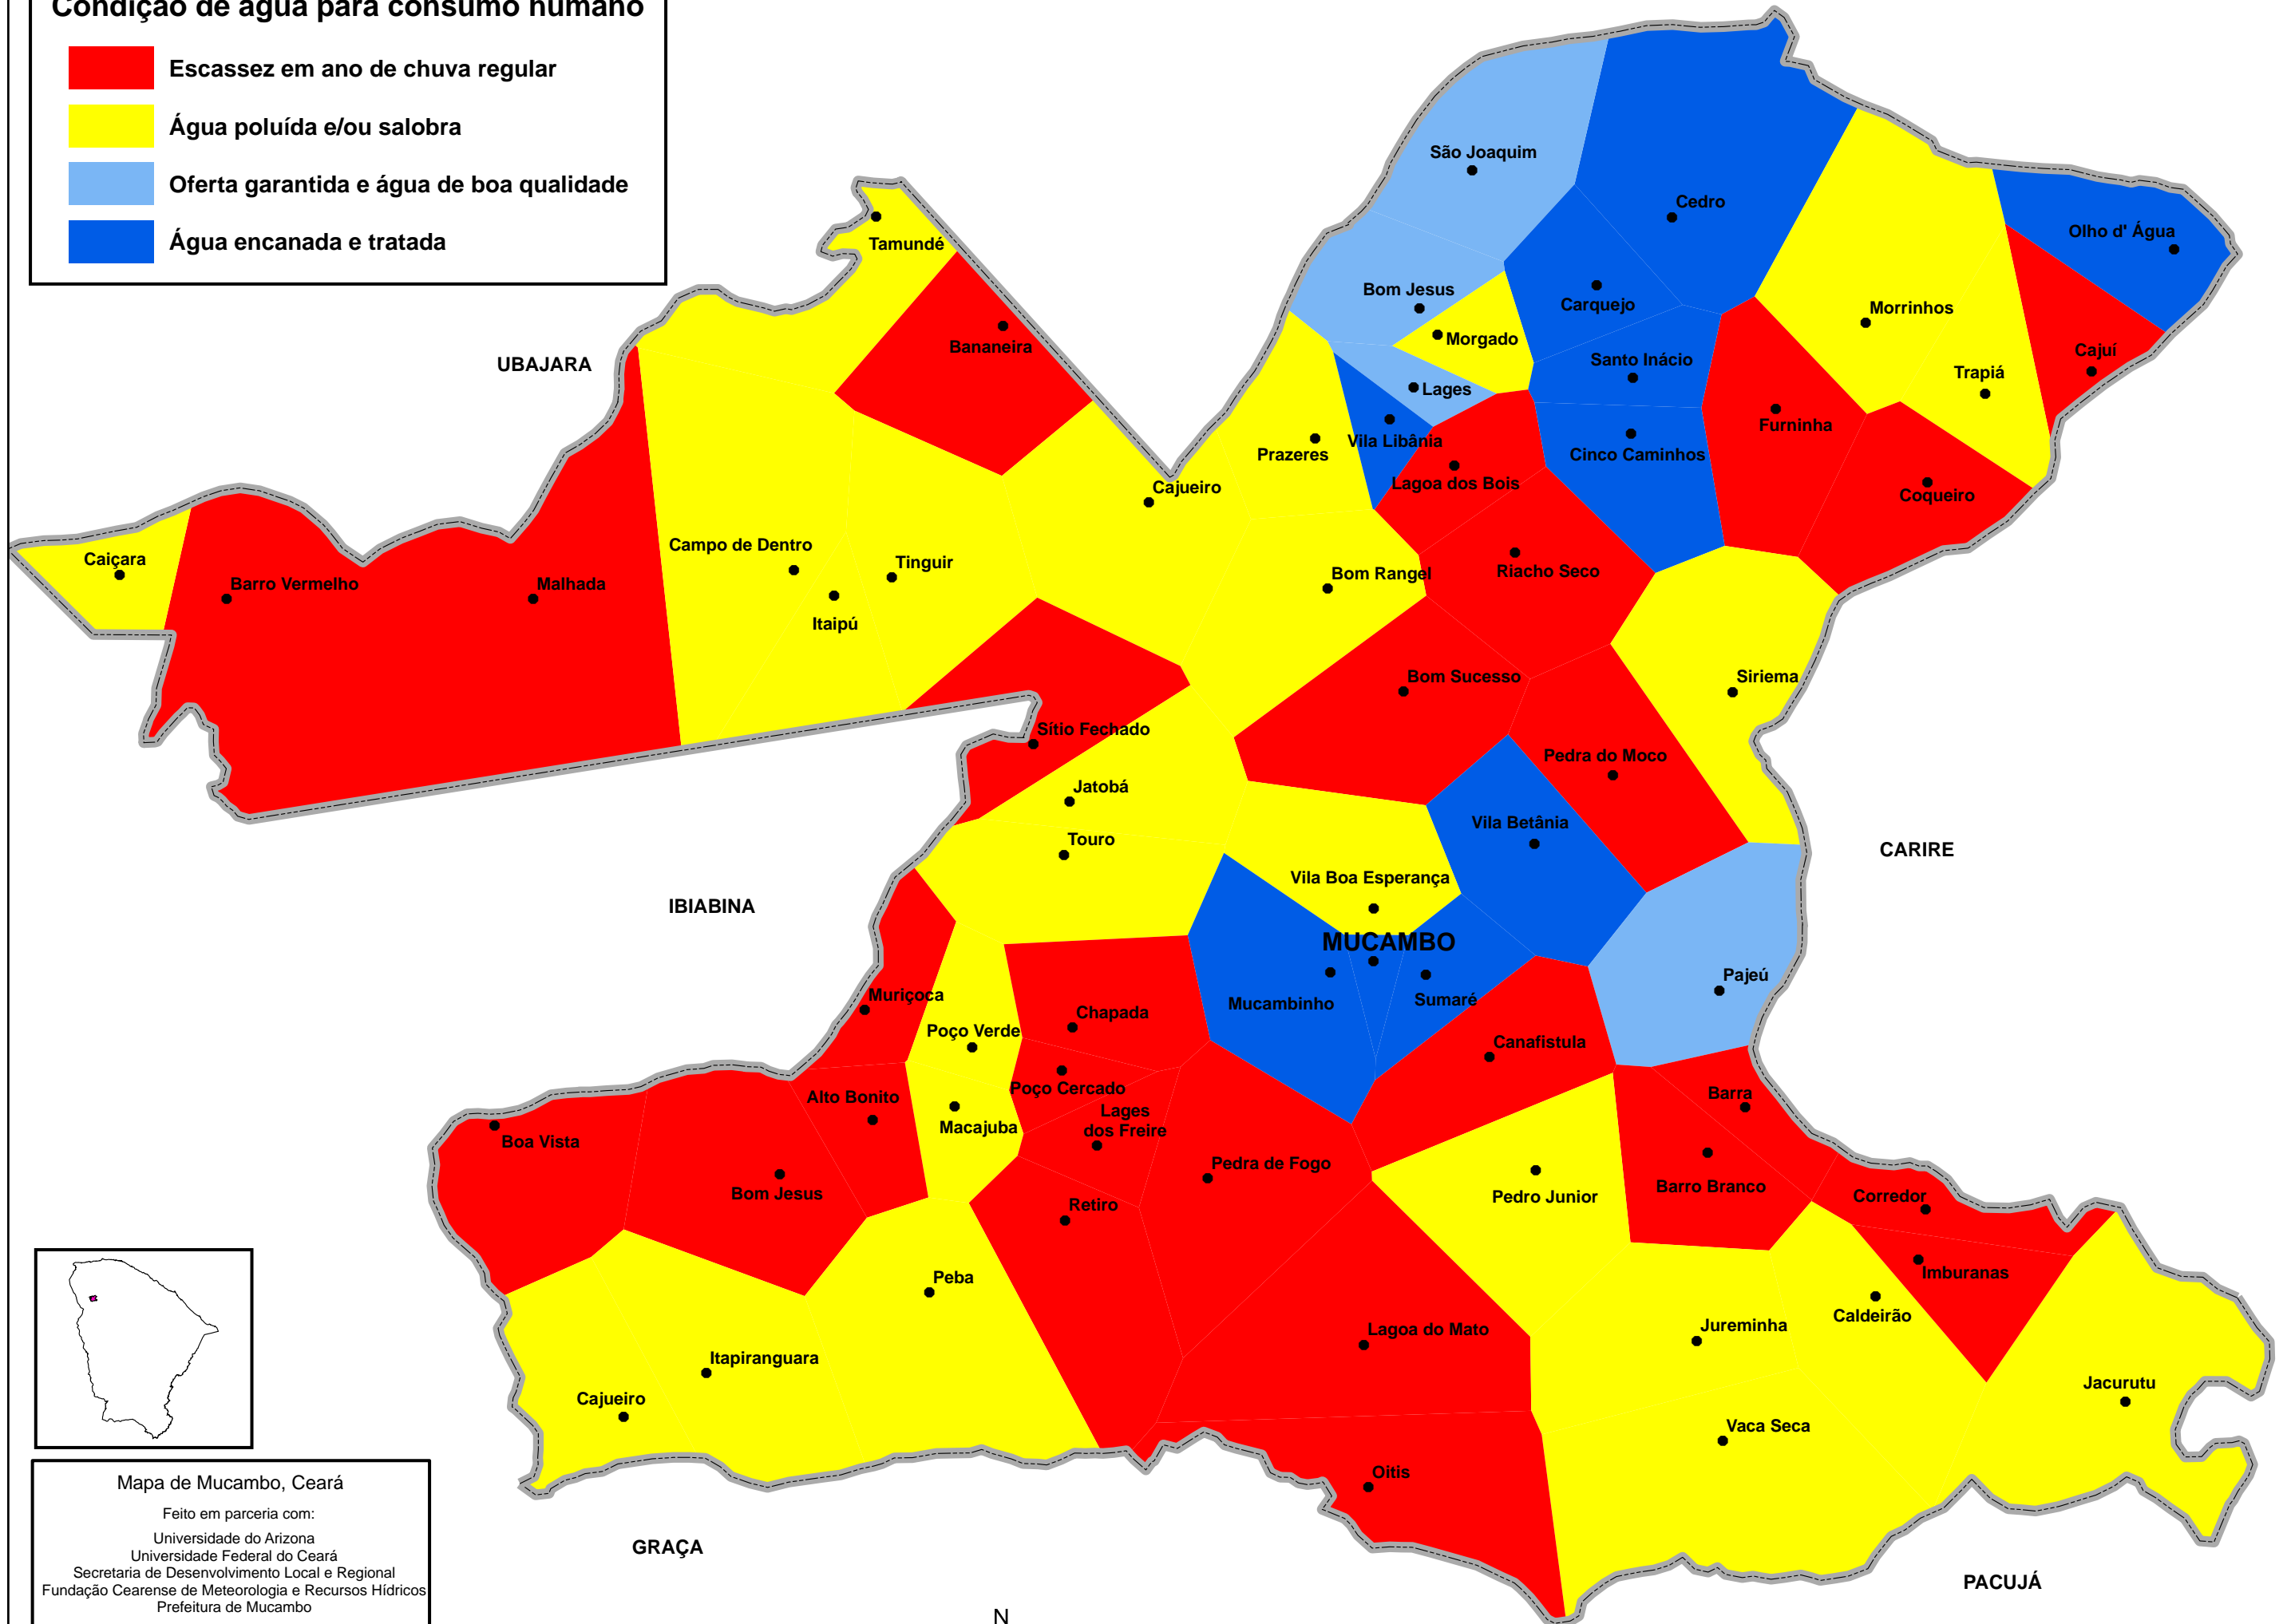 Condição de água para consumo humano
Escassez em ano de chuva regular
Água poluída e/ou salobra
Oferta garantida e água de boa qualidade
Água encanada e tratada
São Joaquim
Cedro
Olho d' Água
Tamundé
Bom Jesus
Carquejo
Morrinhos
Morgado
Bananeira
UBAJARA
Santo Inácio
Cajuí
Trapiá
Lages
Furninha
Vila Libânia
Prazeres
Cinco Caminhos
Lagoa dos Bois
Cajueiro
Coqueiro
Campo de Dentro
Caiçara
Tinguir
Riacho Seco
Bom Rangel
Barro Vermelho
Malhada
Itaipú
Bom Sucesso
Siriema
Sítio Fechado
Pedra do Moco
Jatobá
Vila Betânia
Touro
CARIRE
Vila Boa Esperança
IBIABINA
MUCAMBO
Pajeú
Muriçoca
Mucambinho
Sumaré
Chapada
Poço Verde
Canafistula
Poço Cercado
Barra
Alto Bonito
Lages
dos Freire
Macajuba
Boa Vista
Pedra de Fogo
Barro Branco
Bom Jesus
Pedro Junior
Corredor
Retiro
Imburanas
Peba
Caldeirão
Jureminha
Lagoa do Mato
Itapiranguara
Jacurutu
Cajueiro
Vaca Seca
Oitis
Mapa de Mucambo, Ceará
Feito em parceria com:
Universidade do Arizona
Universidade Federal do Ceará
Secretaria de Desenvolvimento Local e Regional
Fundação Cearense de Meteorologia e Recursos Hídricos
Prefeitura de Mucambo
GRAÇA
PACUJÁ
N